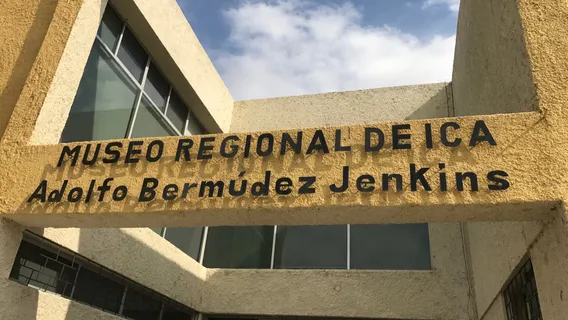 MUSEO REGIONAL DE ICA
Adolfo Bermúdez Jenkins